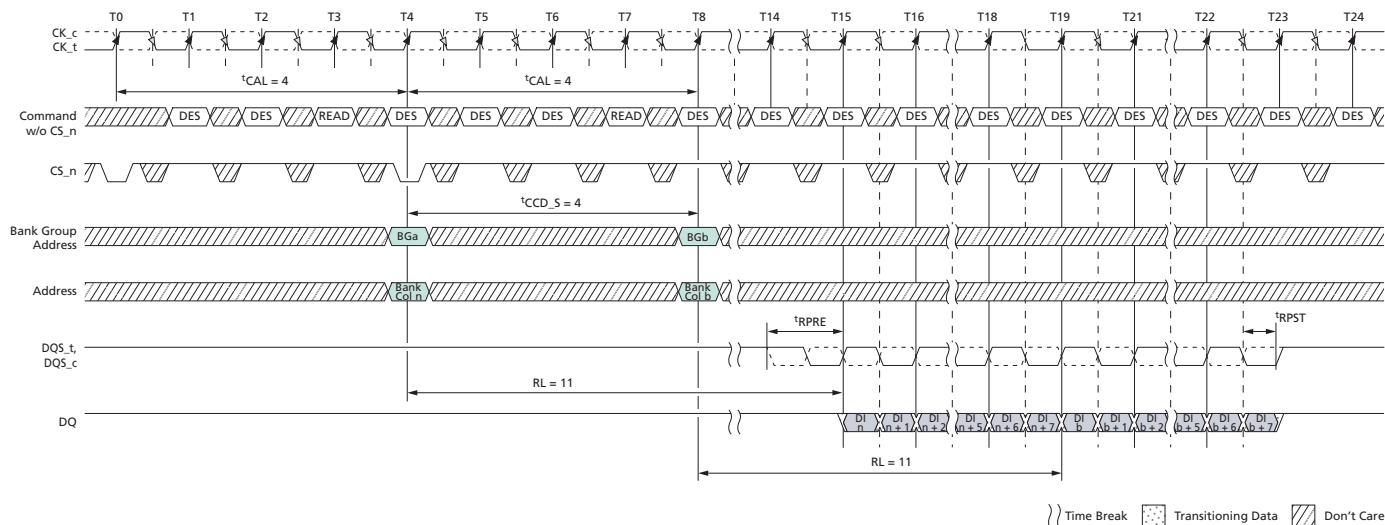 T0 T1 T2 T3 T4 T5 T6 T7 T8 T14 T15 T16 T18 T19 T21 T22 T23 T24
CK_c
CK_t
tCAL = 4 tCAL = 4
Command
w/o CS_n
DES DES READ DES DES DES READ DES DES DES DES DES DES DES DES DES DES
CS_n
tCCD_S = 4
Bank Group
Address
BGa BGb
Address
Bank
Col n
Bank
Col b
tRPRE tRPST
DQS_t,
DQS_c
RL = 11
DQ
DI
n
DI
n + 1
DI
n + 2
DI
n + 5
DI
n + 6
DI
n + 7
DI
b
DI
b + 1
DI
b + 2
DI
b + 5
DI
b + 6
DI
b + 7
RL = 11
Time Break Transitioning Data Don't Care